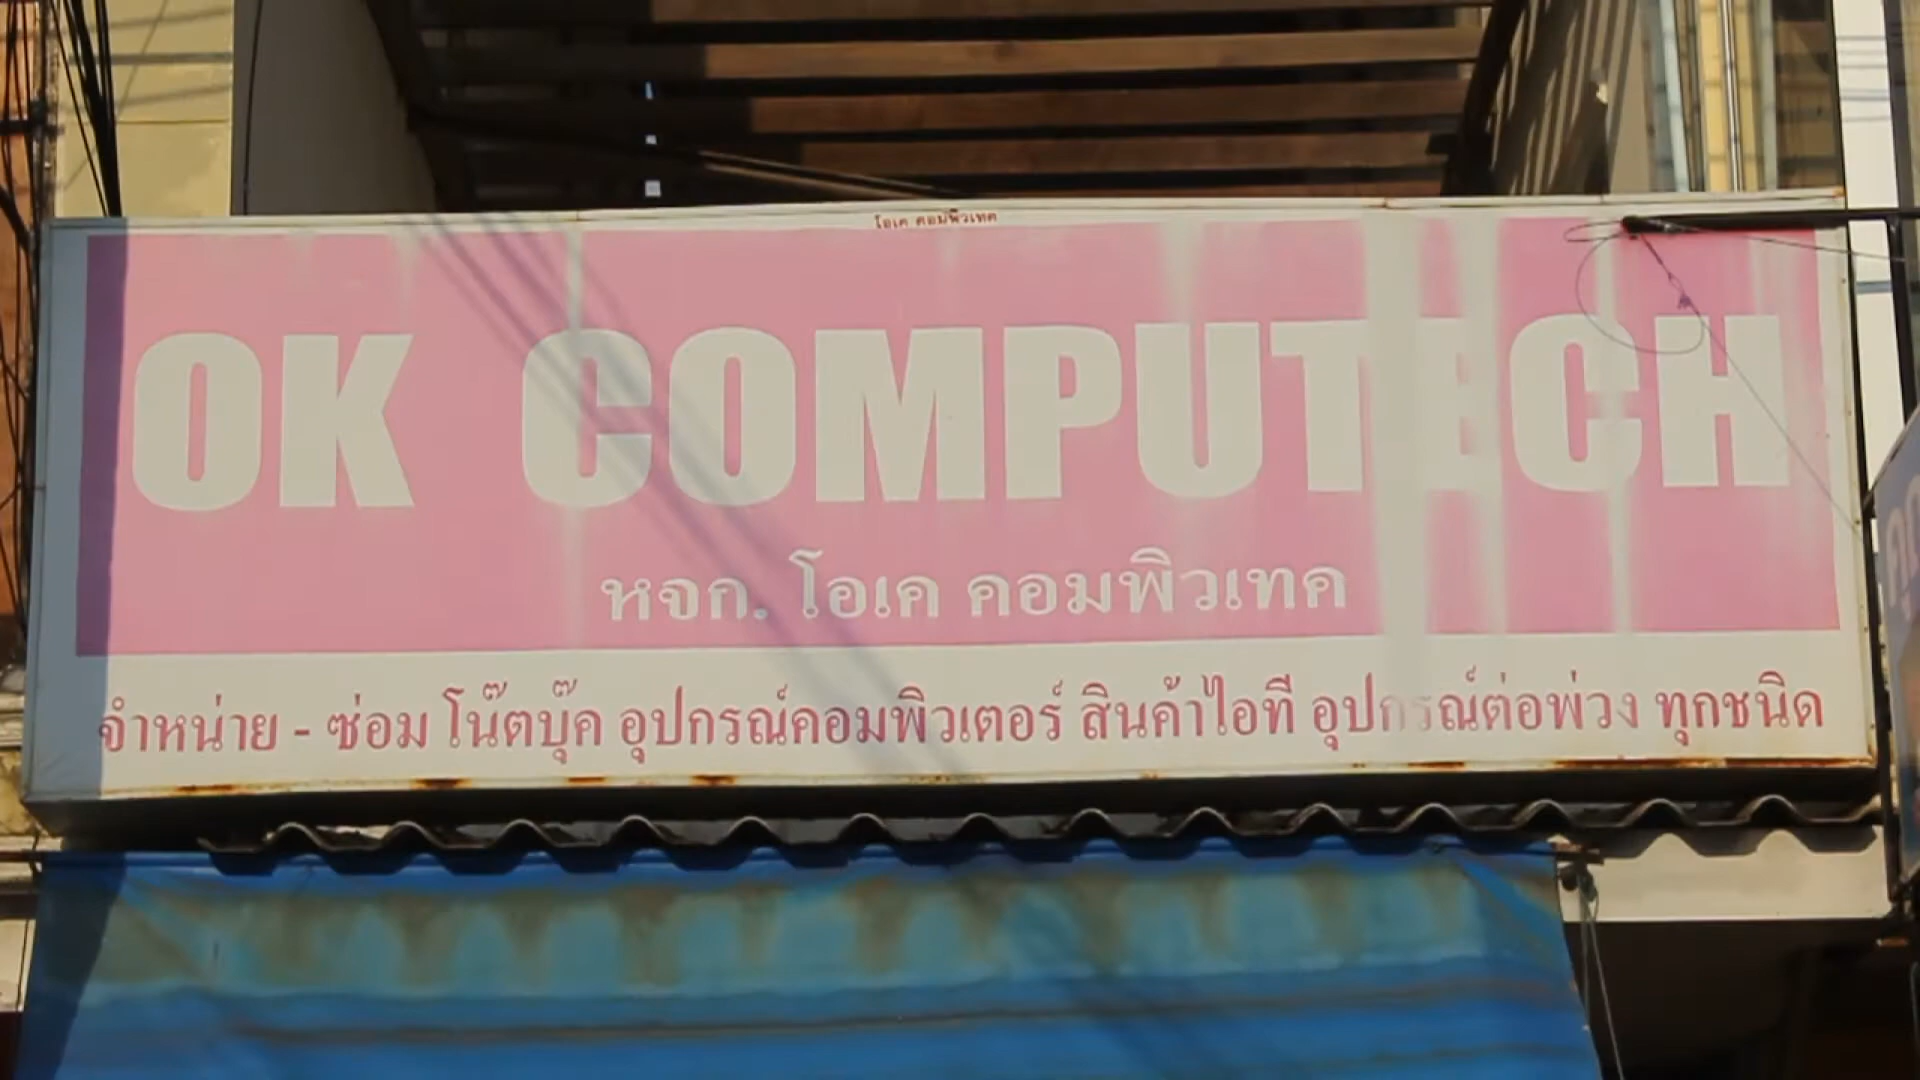 โอเค คอมพิวเทค
OK COMPUTECH
หจก. โอเค คอมพิวเทค
จำหน่าย - ซ่อม โน๊ตบุ๊ค อุปกรณ์คอมพิวเตอร์ สินค้าไอที อุปกรณ์ต่อพ่วง ทุกชนิด